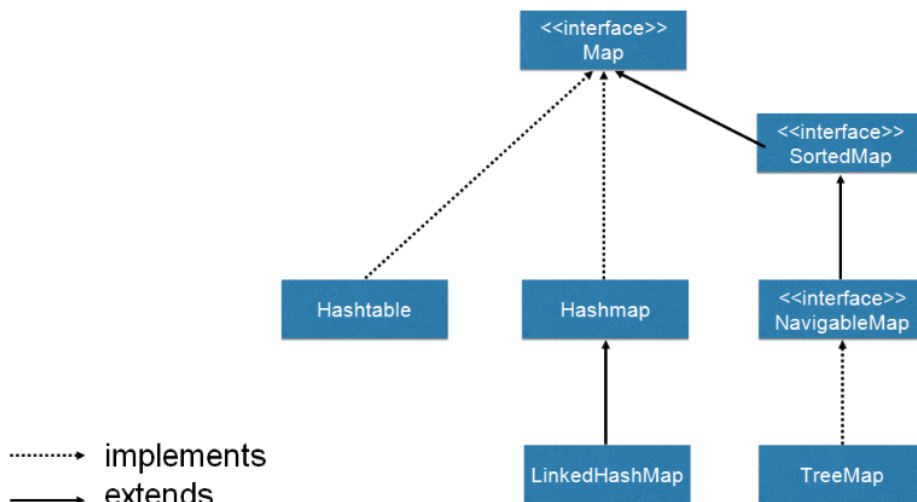 <<interface>>
Map
<<interface>>
SortedMap
Hashtable
Hashmap
<<interface>>
NavigableMap
LinkedHashMap
TreeMap
implements
extends